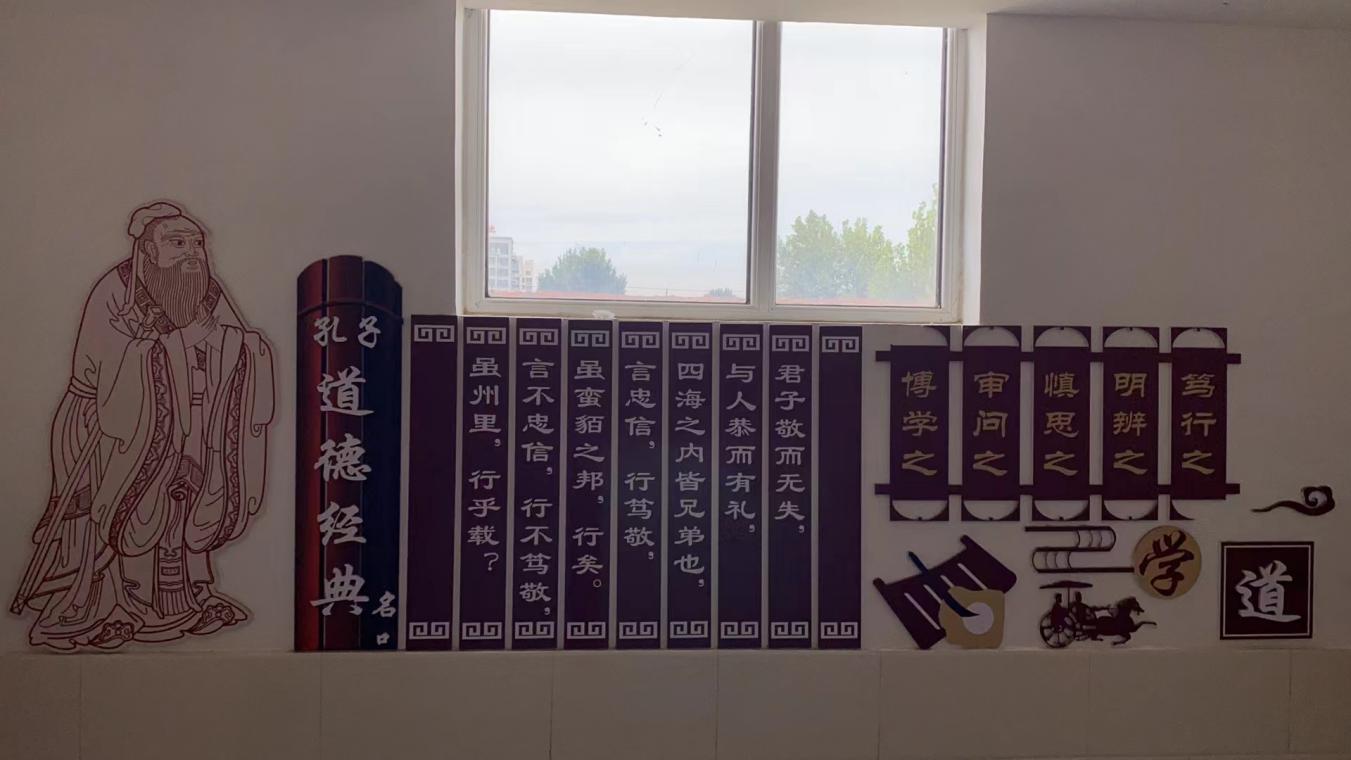 孔子
道德经典
名口
君子敬而无失，
与人恭而有礼，
四海之内皆兄弟也，
言忠信，行笃敬，
虽蛮貊之邦，行矣。
言不忠信，行不笃敬，
虽州里，行乎载？
博学之
审问之
慎思之
明辨之
笃行之
学
道